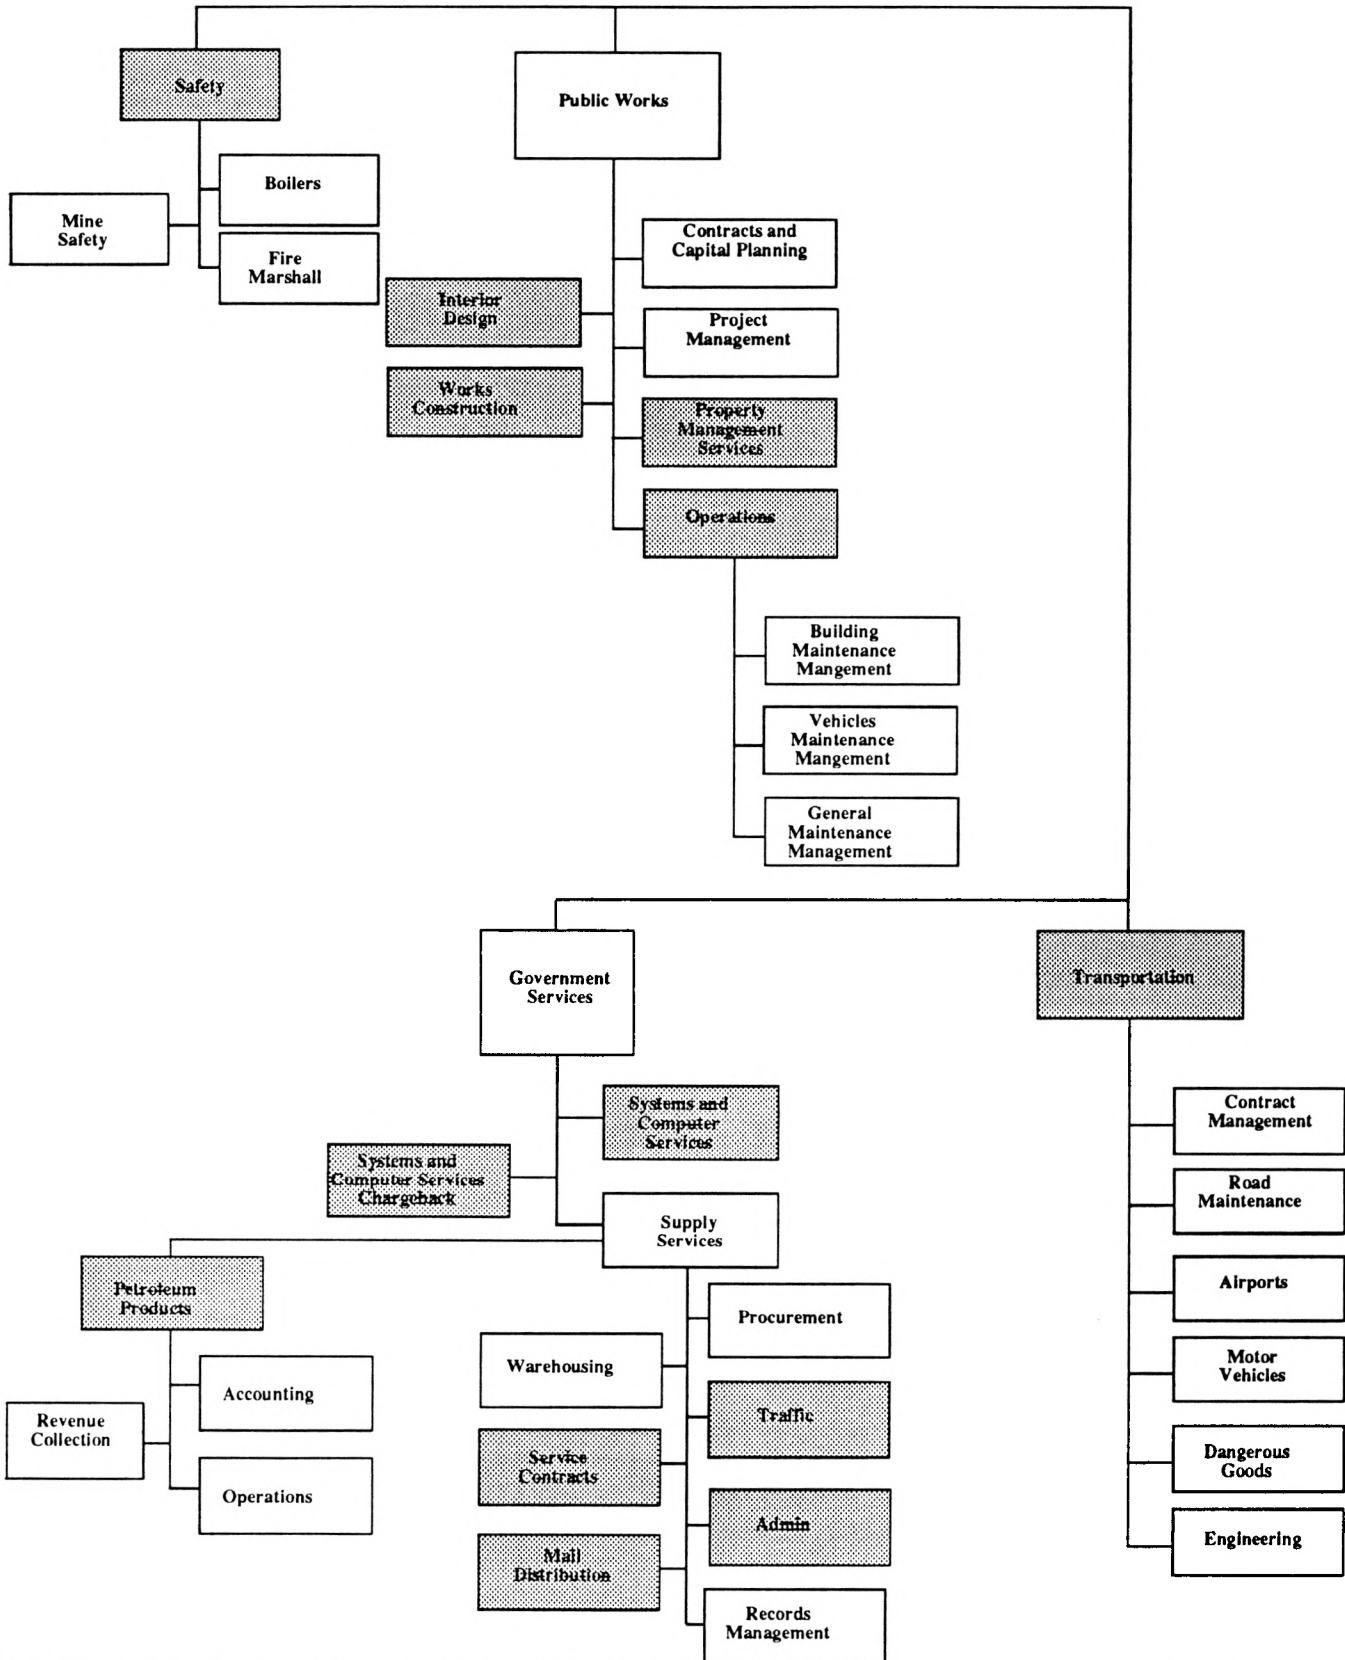 Safety
Public Works
Boilers
Mine
Safety
Fire
Marshall
Contracts and
Capital Planning
Interior
Design
Project
Management
Works
Construction
Property
Management
Services
Operations
Building
Maintenance
Mangement
Vehicles
Maintenance
Mangement
General
Maintenance
Management
Government
Services
Transportation
Systems and
Computer
Services
Systems and
Computer Services
Chargeback
Contract
Management
Road
Maintenance
Supply
Services
Petroleum
Products
Airports
Procurement
Warehousing
Motor
Vehicles
Accounting
Traffic
Revenue
Collection
Service
Contracts
Dangerous
Goods
Operations
Admin
Engineering
Mail
Distribution
Records
Management